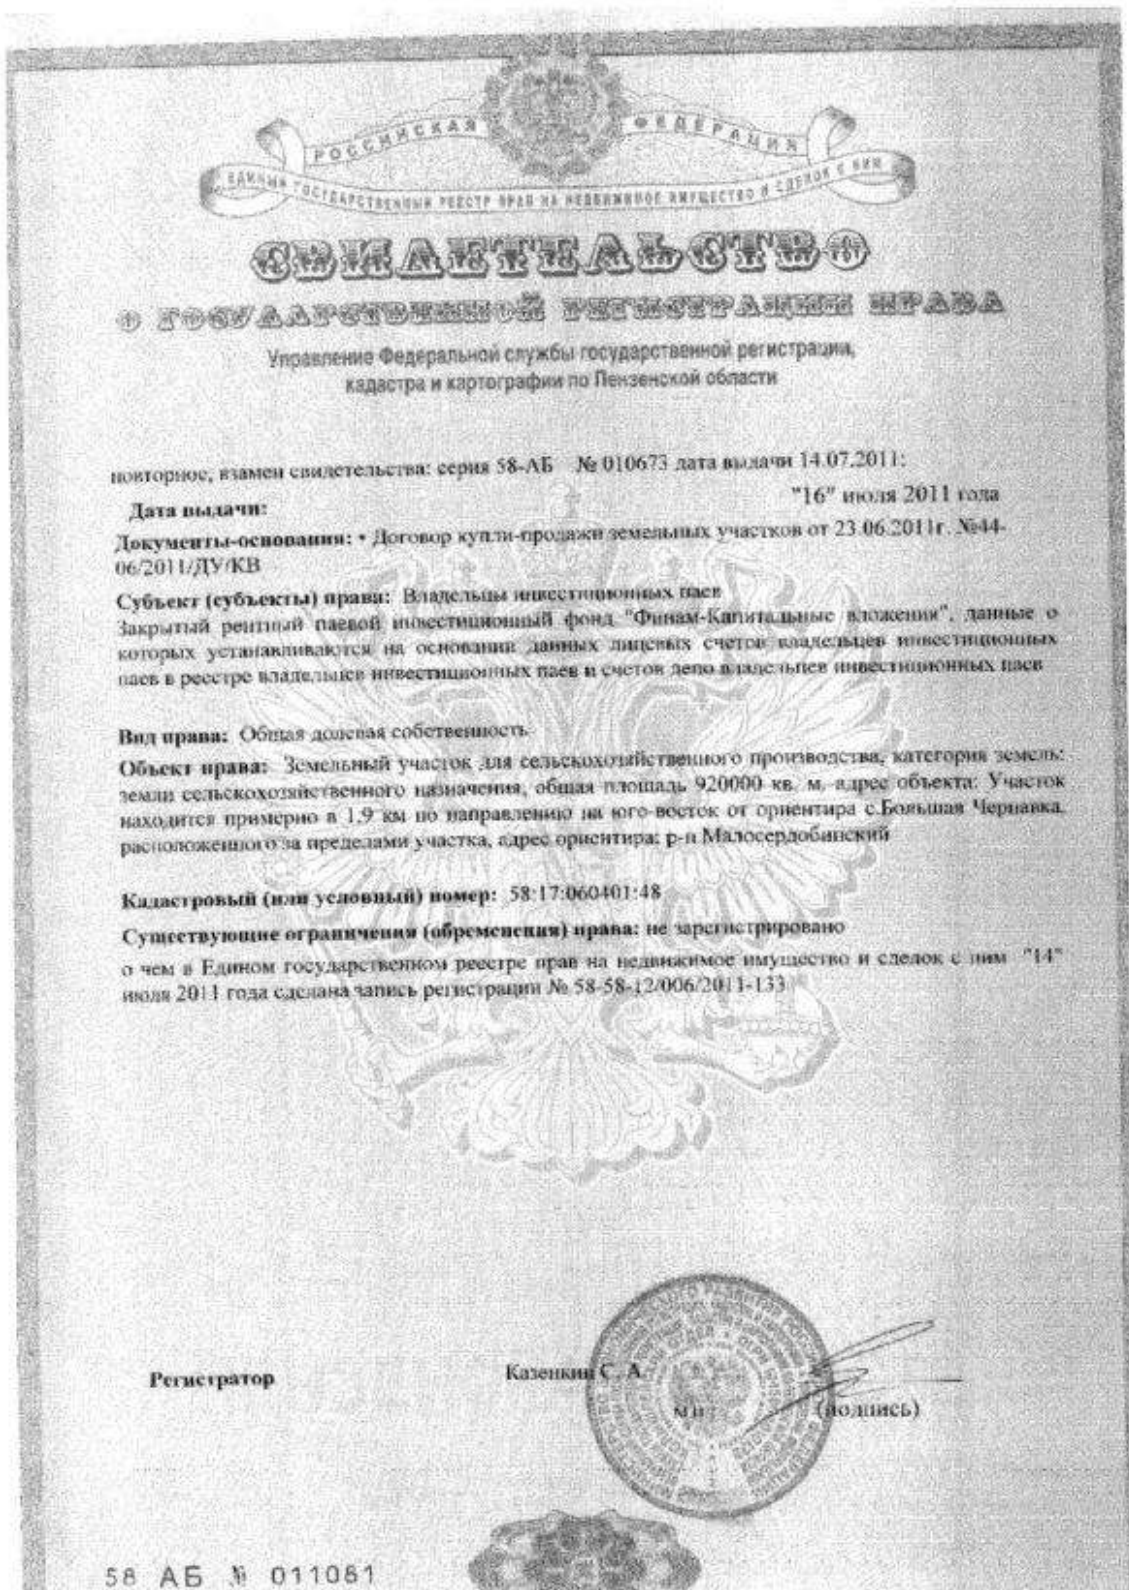 РОССИЙСКАЯ ФЕДЕРАЦИЯ
ЕДИНЫЙ ГОСУДАРСТВЕННЫЙ РЕЕСТР ПРАВ НА НЕДВИЖИМОЕ ИМУЩЕСТВО И СДЕЛОК С НИМ
СВИДЕТЕЛЬСТВО
О ГОСУДАРСТВЕННОЙ РЕГИСТРАЦИИ ПРАВА
Управление Федеральной службы государственной регистрации,
кадастра и картографии по Пензенской области
повторное, взамен свидетельства: серия 58-АБ № 010673 дата выдачи 14.07.2011;
Дата выдачи: "16" июля 2011 года
Документы-основания: • Договор купли-продажи земельных участков от 23.06.2011г. №44-
06/2011/ДУ/КВ
Субъект (субъекты) права: Владельцы инвестиционных паев
Закрытый рентный паевой инвестиционный фонд "Финам-Капитальные вложения", данные о
которых устанавливаются на основании данных лицевых счетов владельцев инвестиционных
паев в реестре владельцев инвестиционных паев и счетов депо владельцев инвестиционных паев
Вид права: Общая долевая собственность
Объект права: Земельный участок для сельскохозяйственного производства, категория земель:
земли сельскохозяйственного назначения, общая площадь 920000 кв. м, адрес объекта: Участок
находится примерно в 1.9 км по направлению на юго-восток от ориентира с.Большая Чернавка,
расположенного за пределами участка, адрес ориентира: р-н Малосердобинский
Кадастровый (или условный) номер: 58:17:060401:48
Существующие ограничения (обременения) права: не зарегистрировано
о чем в Едином государственном реестре прав на недвижимое имущество и сделок с ним "14"
июля 2011 года сделана запись регистрации № 58-58-12/006/2011-133
Регистратор Казенкин С. А.
(подпись)
58 АБ № 011081